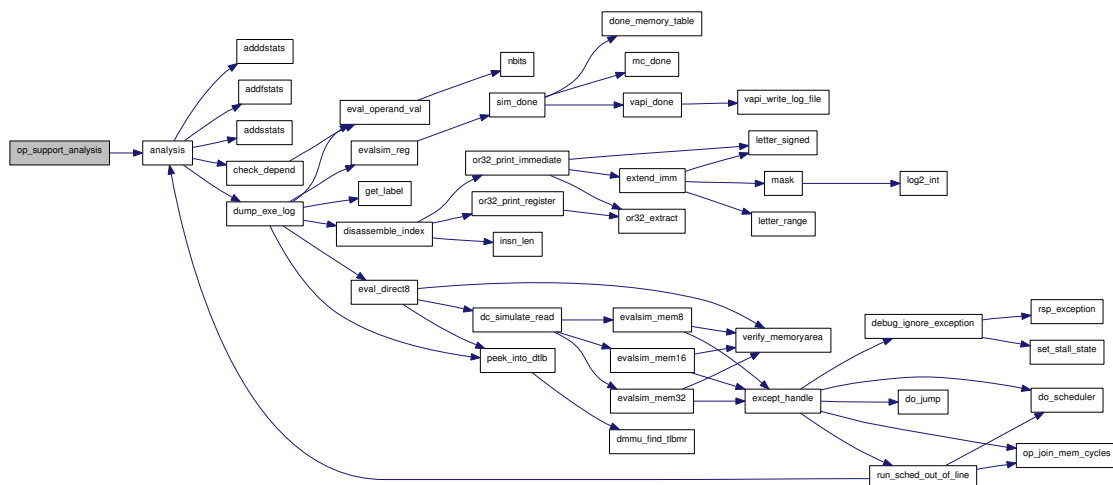 op_support_analysis
analysis
adddstats
addfstats
addsstats
check_depend
dump_exe_log
eval_operand_val
evalsim_reg
get_label
disassemble_index
eval_direct8
nbits
sim_done
or32_print_immediate
or32_print_register
insn_len
dc_simulate_read
peek_into_dtlb
done_memory_table
mc_done
vapi_done
extend_imm
or32_extract
evalsim_mem8
evalsim_mem16
evalsim_mem32
dmmu_find_tlbmr
vapi_write_log_file
letter_signed
mask
letter_range
verify_memoryarea
except_handle
log2_int
debug_ignore_exception
do_jump
run_sched_out_of_line
rsp_exception
set_stall_state
do_scheduler
op_join_mem_cycles